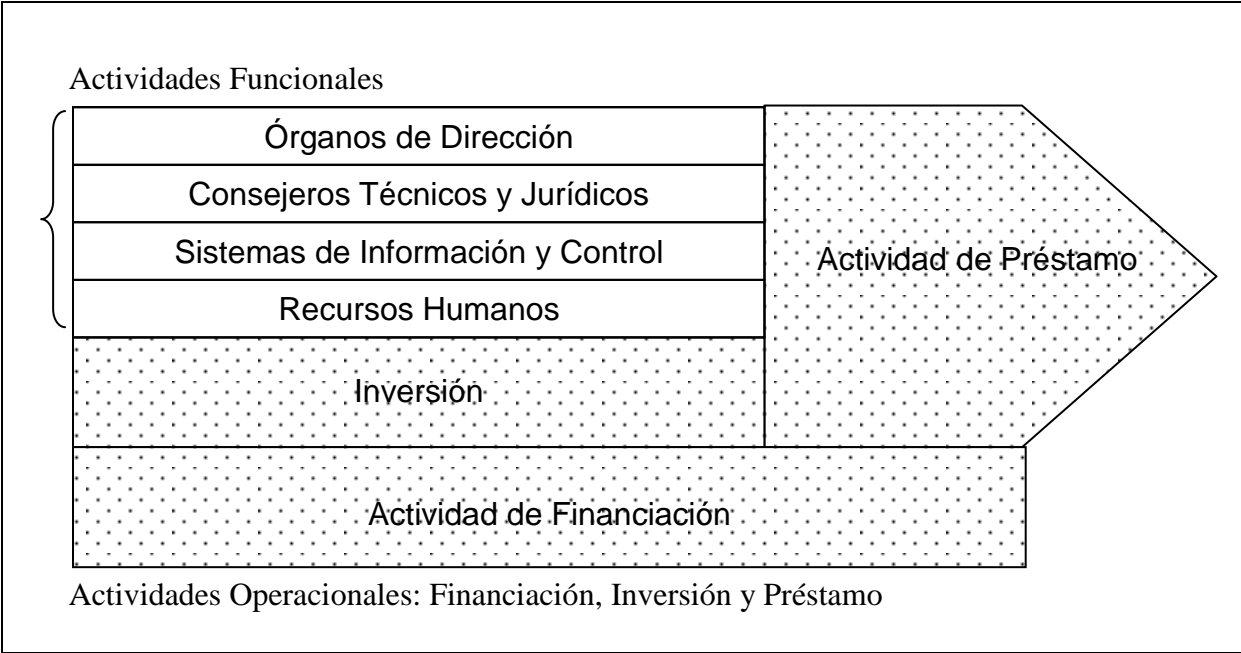 Actividades Funcionales
Órganos de Dirección
Consejeros Técnicos y Jurídicos
Sistemas de Información y Control
Actividad de Préstamo
Recursos Humanos
Inversión
Actividad de Financiación
Actividades Operacionales: Financiación, Inversión y Préstamo